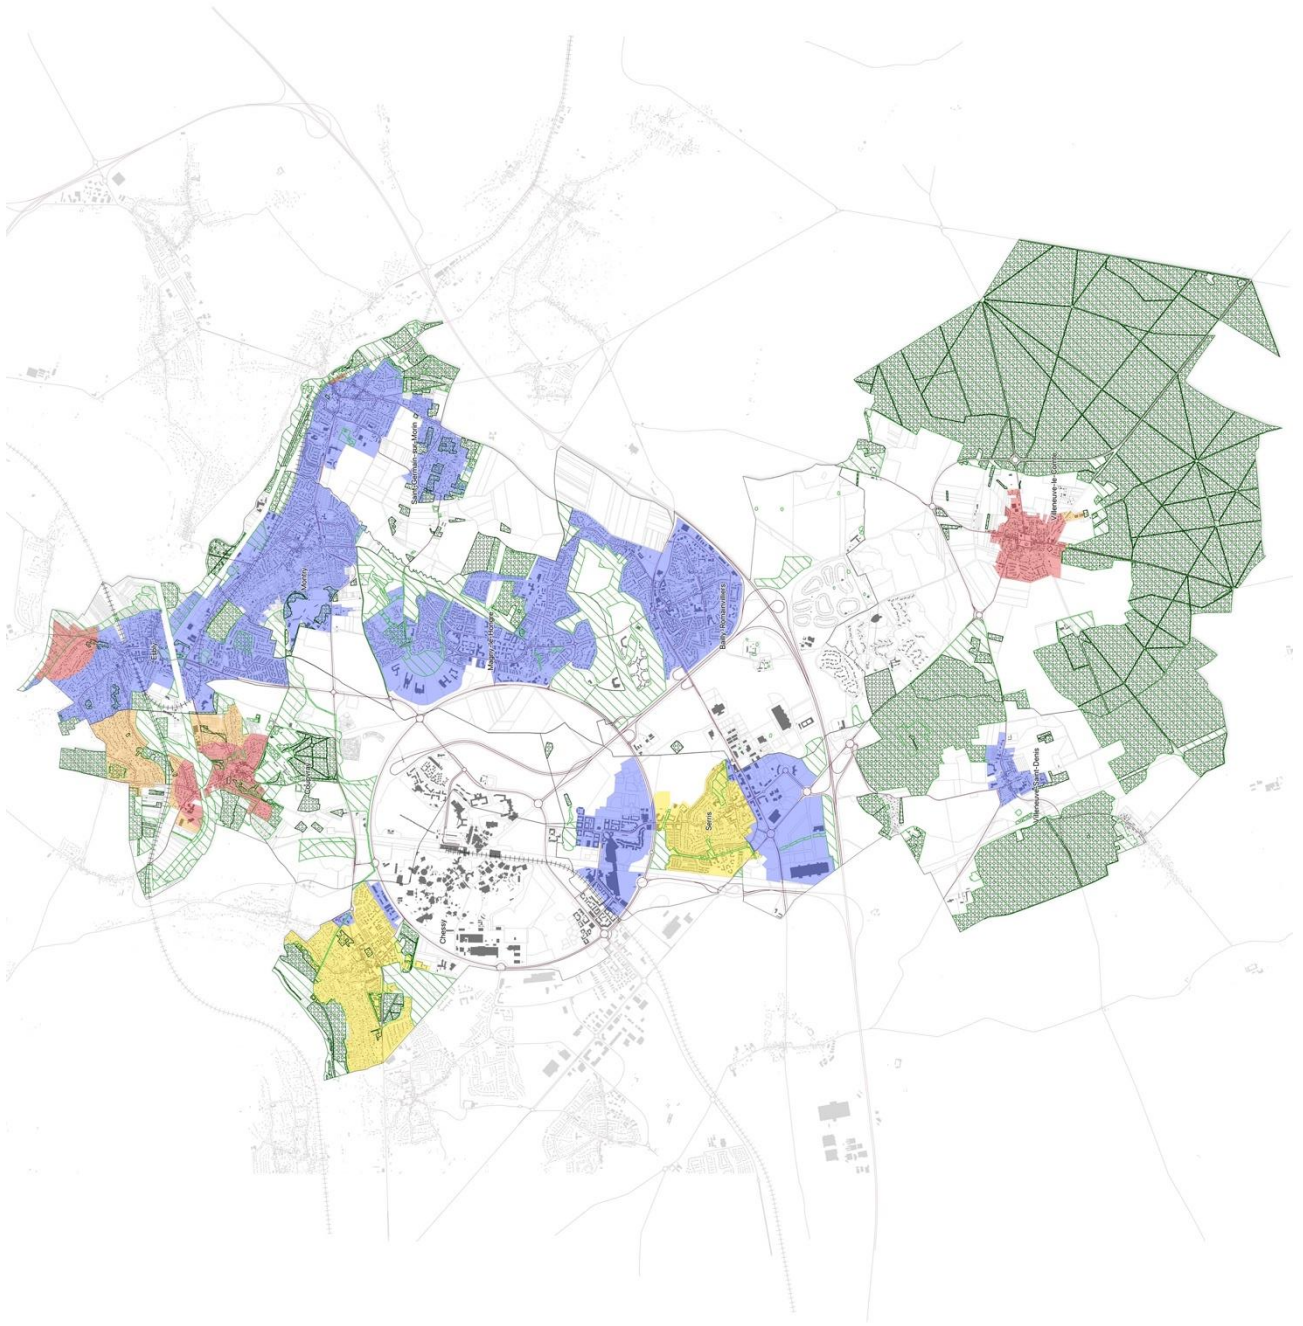 Saint-Germain-sur-Morin
Esbly
Montry
Magny-le-Hongre
Bailly-Romainvilliers
Villeneuve-le-Comte
Coupvray
Serris
Villeneuve-Saint-Denis
Chessy